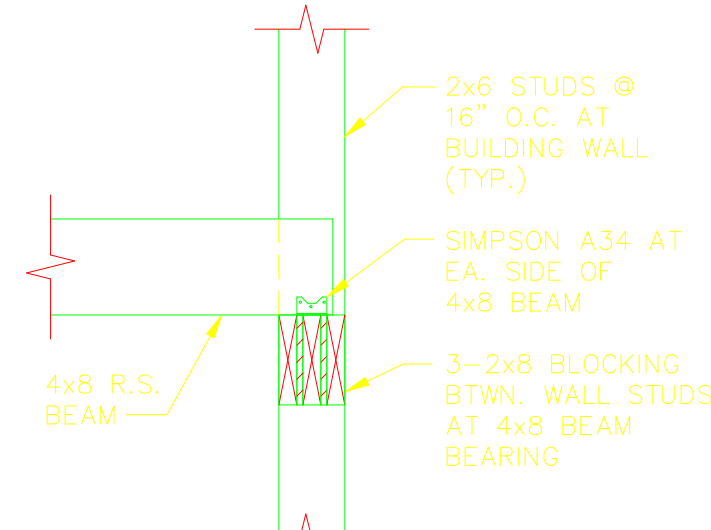 2x6 STUDS @
16" O.C. AT
BUILDING WALL
(TYP.)
SIMPSON A34 AT
EA. SIDE OF
4x8 BEAM
3-2x8 BLOCKING
BTWN. WALL STUDS
AT 4x8 BEAM
BEARING
4x8 R.S.
BEAM